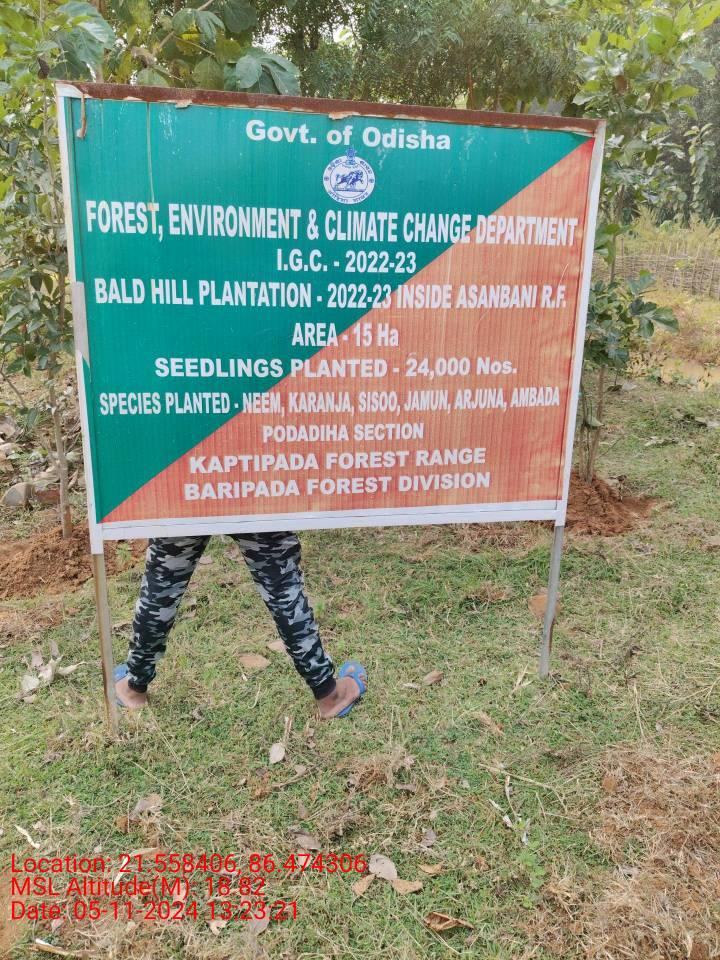 Govt. of Odisha
FOREST, ENVIRONMENT & CLIMATE CHANGE DEPARTMENT
I.G.C. - 2022-23
BALD HILL PLANTATION - 2022-23 INSIDE ASANBANI R.F.
AREA - 15 Ha
SEEDLINGS PLANTED - 24,000 Nos.
SPECIES PLANTED - NEEM, KARANJA, SISOO, JAMUN, ARJUNA, AMBADA
PODADIHA SECTION
KAPTIPADA FOREST RANGE
BARIPADA FOREST DIVISION
Location: 21.558406, 86.474306
MSL Altitude(M): 18.82
Date: 05-11-2024 13:23:21